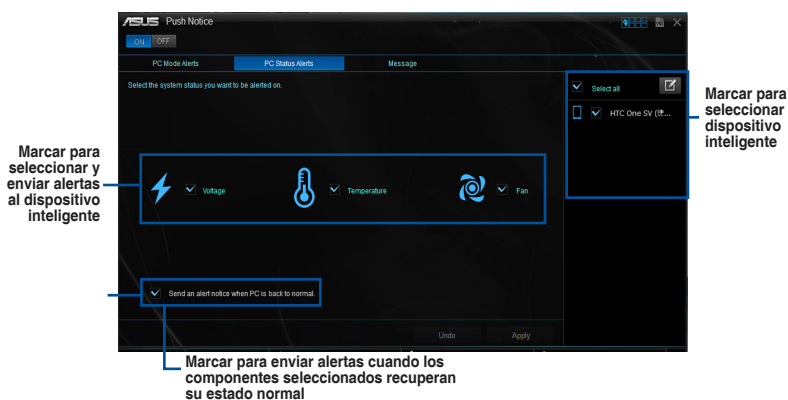 ASUS Push Notice
ON OFF
PC Mode Alerts PC Status Alerts Message
Select the system status you want to be alerted on.
Voltage
Temperature
Fan
Send an alert notice when PC is back to normal.
Undo Apply
Select all
HTC One SV (使...
Marcar para
seleccionar
dispositivo
inteligente
Marcar para
seleccionar y
enviar alertas
al dispositivo
inteligente
Marcar para enviar alertas cuando los
componentes seleccionados recuperan
su estado normal